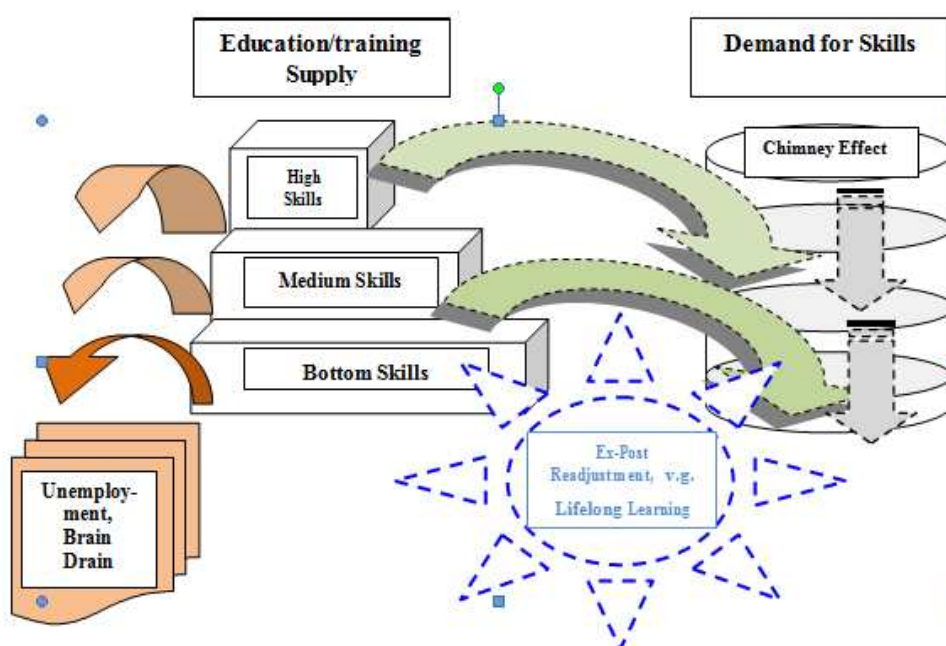 Education/training
Supply
Demand for Skills
Chimney Effect
High
Skills
Medium Skills
Bottom Skills
Unemploy-
ment,
Brain
Drain
Ex-Post
Readjustment, v.g.
Lifelong Learning